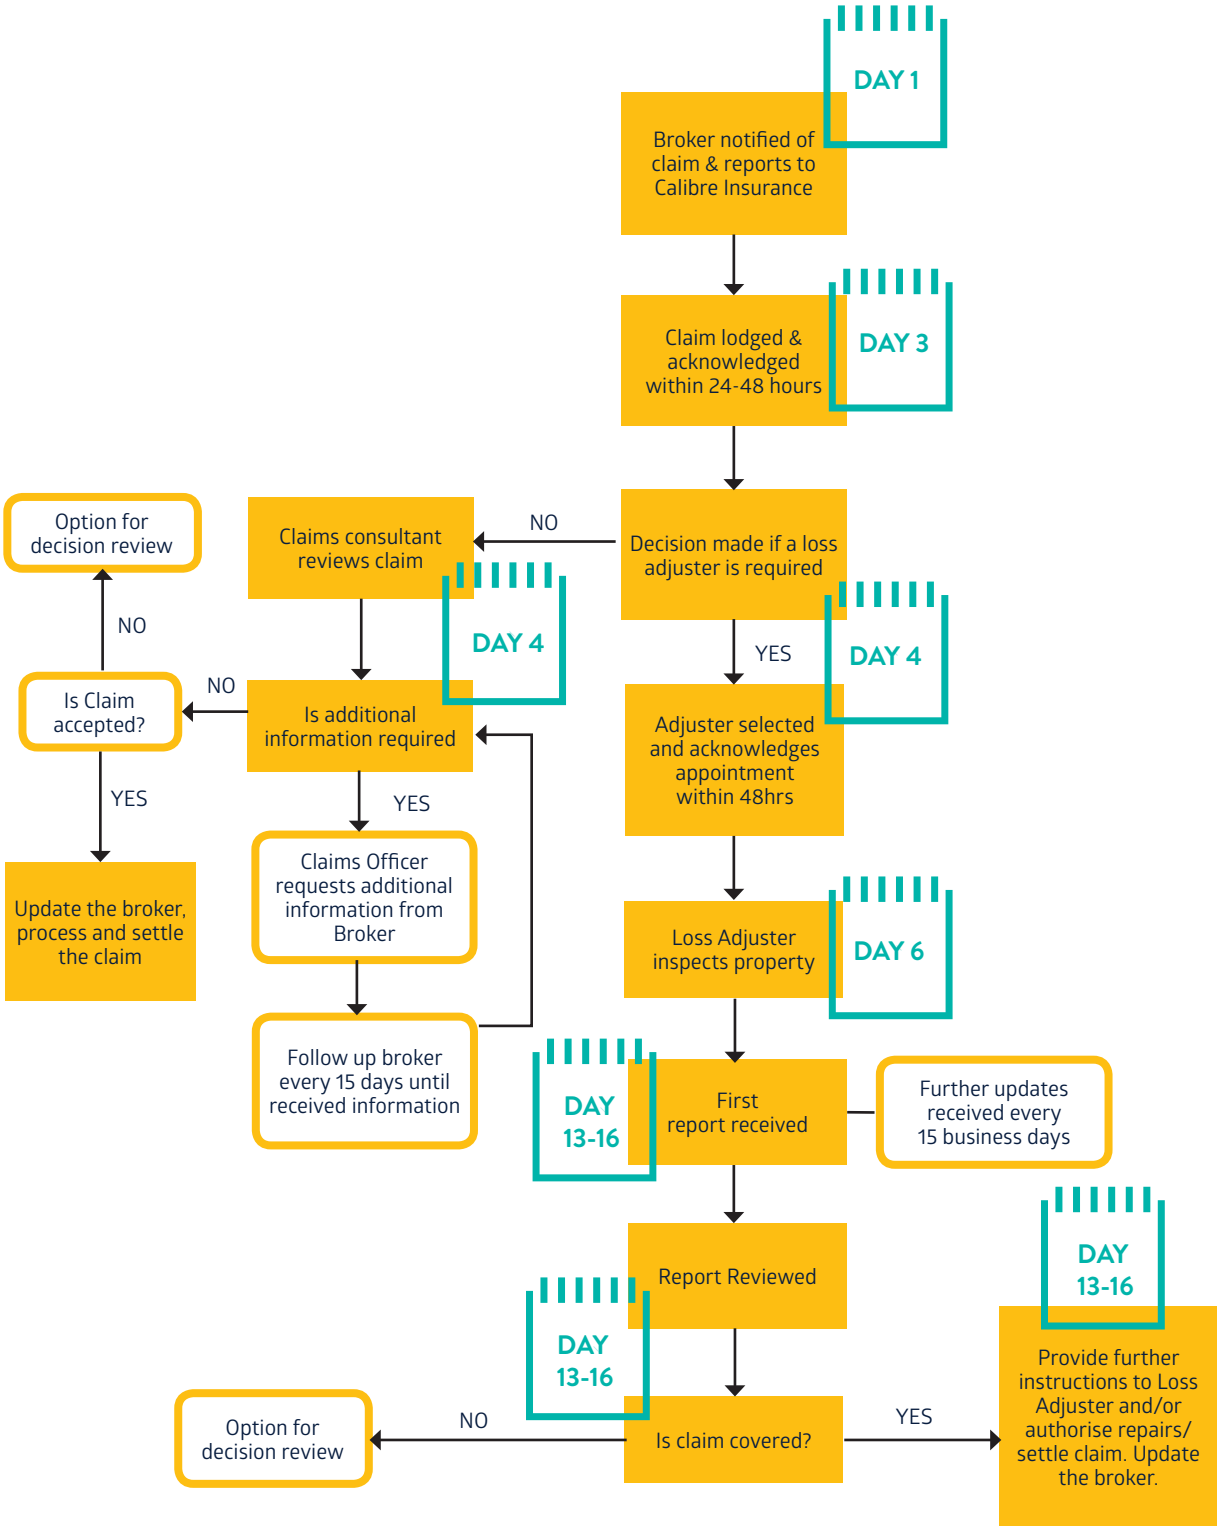 DAY 1
Broker notified of
claim & reports to
Calibre Insurance
Claim lodged &
acknowledged
within 24-48 hours
DAY 3
Decision made if a loss
adjuster is required
NO
Claims consultant
reviews claim
DAY 4
Is additional
information required
NO
Is Claim
accepted?
NO
Option for
decision review
YES
Update the broker,
process and settle
the claim
YES
Claims Officer
requests additional
information from
Broker
Follow up broker
every 15 days until
received information
YES
DAY 4
Adjuster selected
and acknowledges
appointment
within 48hrs
Loss Adjuster
inspects property
DAY 6
DAY
13-16
First
report received
Further updates
received every
15 business days
Report Reviewed
DAY
13-16
Is claim covered?
NO
Option for
decision review
YES
DAY
13-16
Provide further
instructions to Loss
Adjuster and/or
authorise repairs/
settle claim. Update
the broker.